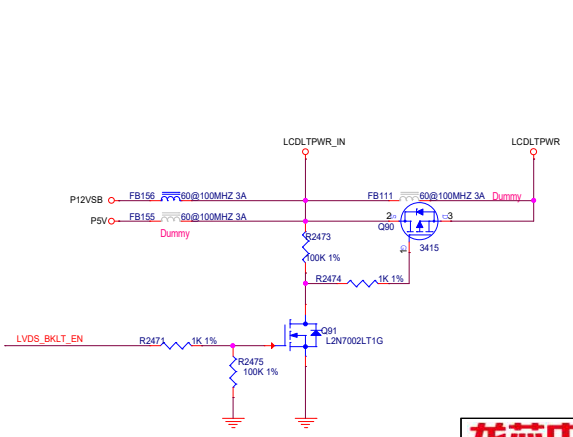 LCDLTPWR_IN
LCDLTPWR
P12VSB
FB156
60@100MHZ 3A
FB111
60@100MHZ 3A
Dummy
P5V
FB155
60@100MHZ 3A
Dummy
2
3
Q90
1
3415
R2473
100K 1%
R2474
1K 1%
Q91
L2N7002LT1G
LVDS_BKLT_EN
R2471
1K 1%
R2475
100K 1%